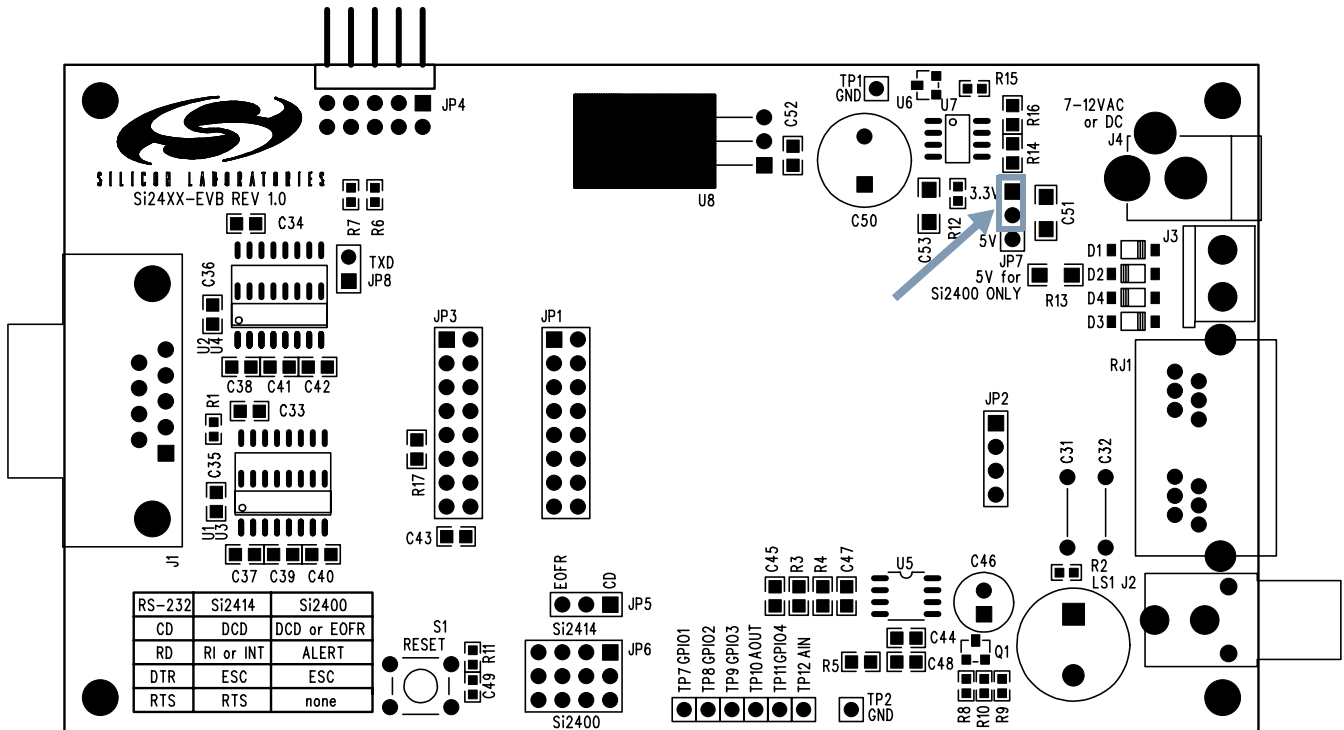 JP4
SILICON LABORATORIES
Si24XX-EVB REV 1.0
C34
R7
R6
TXD
JP8
C36
U2
U4
C38
C41
C42
R1
C33
C35
U1
U3
C37
C39
C40
J1
JP3
JP1
R17
C43
U8
C52
TP1
GND
C50
U6
U7
R15
R16
R14
C53
R12
3.3V
5V
JP7
5V for
Si2400 ONLY
C51
R13
7-12VAC
or DC
J4
J3
D1
D2
D4
D3
RJ1
JP2
C31
C32
R2
LS1
J2
EOFR
CD
JP5
Si2414
JP6
Si2400
S1
RESET
R11
C49
RS-232 Si2414 Si2400
CD DCD DCD or EOFR
RD RI or INT ALERT
DTR ESC ESC
RTS RTS none
C45
R3
R4
C47
U5
C46
C44
C48
R5
Q1
R8
R10
R9
TP7 GPIO1
TP8 GPIO2
TP9 GPIO3
TP10 AOUT
TP11GPIO4
TP12 AIN
TP2
GND